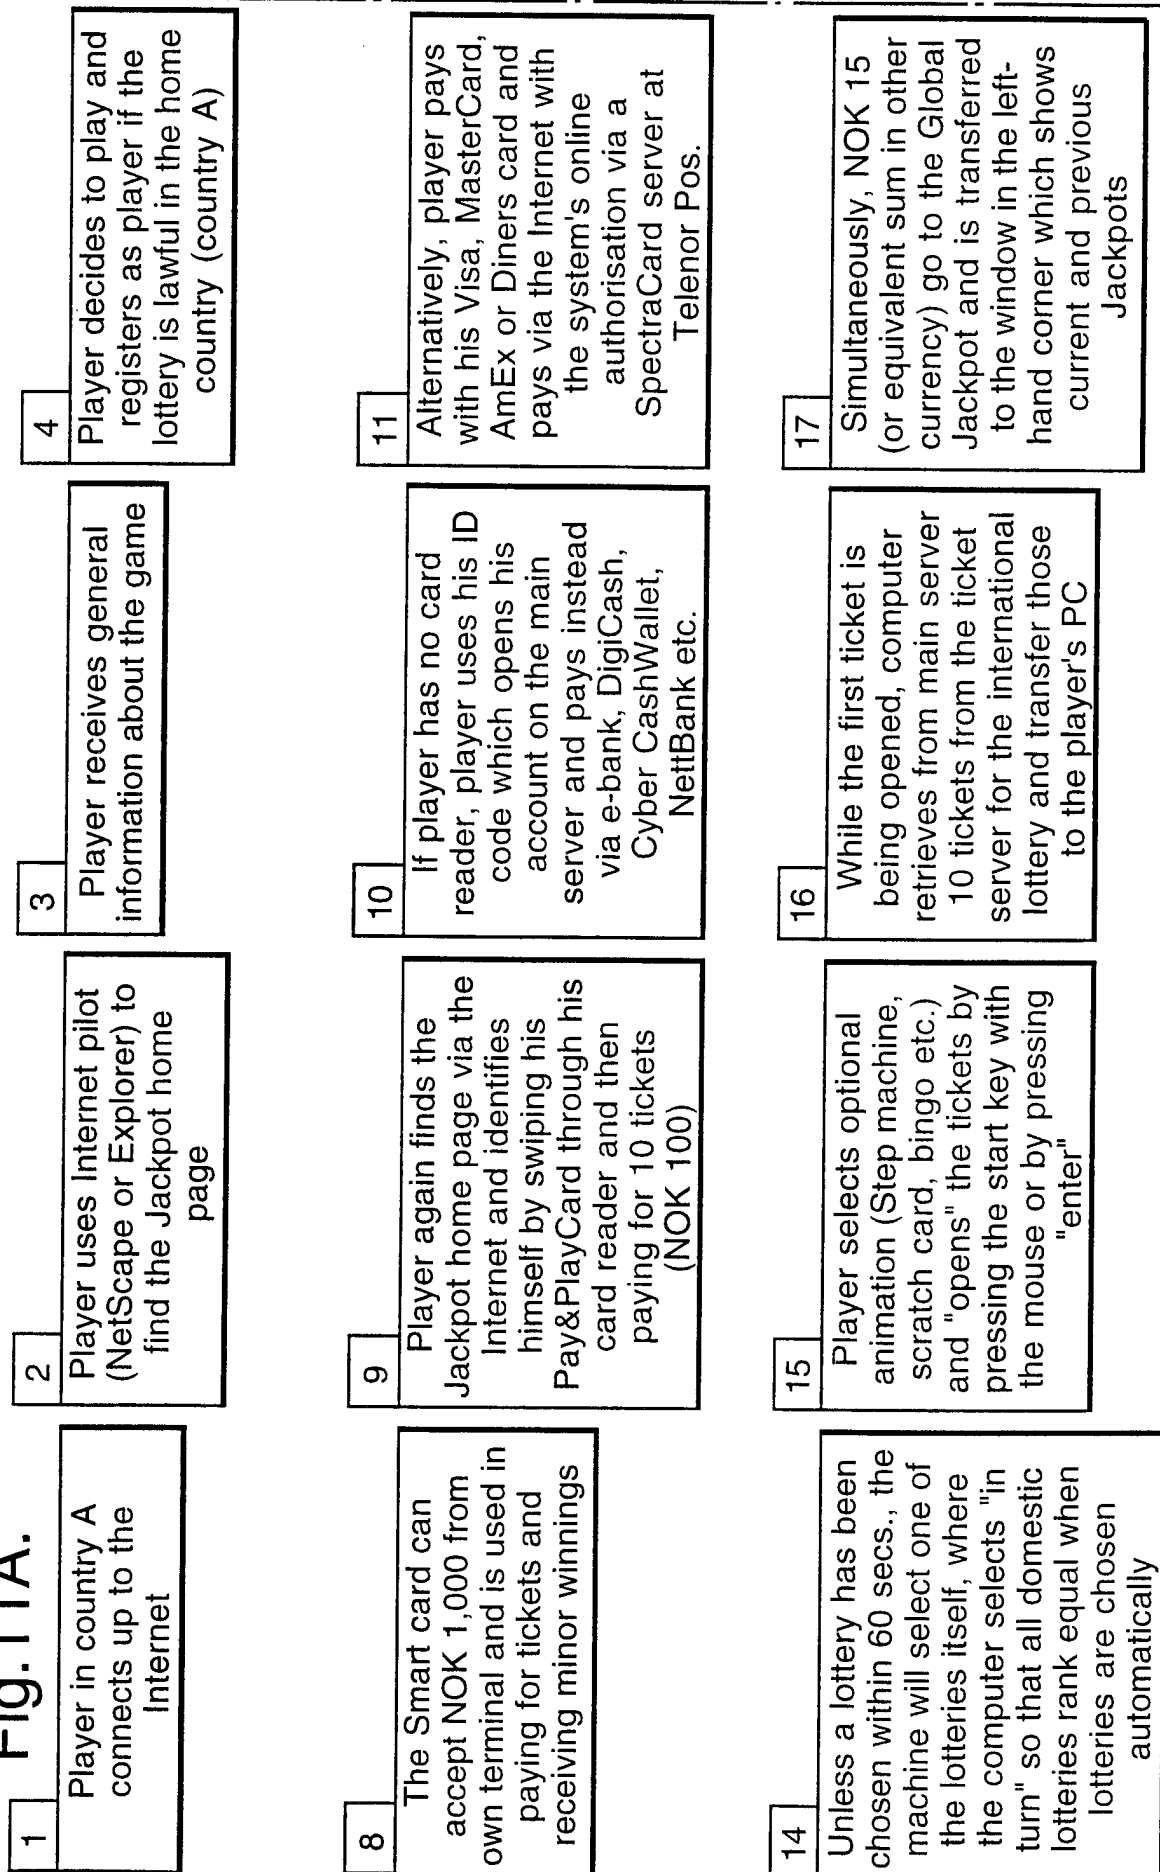 Fig.11A.
1
Player in country A
connects up to the
Internet
2
Player uses Internet pilot
(NetScape or Explorer) to
find the Jackpot home
page
3
Player receives general
information about the game
4
Player decides to play and
registers as player if the
lottery is lawful in the home
country (country A)
8
The Smart card can
accept NOK 1,000 from
own terminal and is used in
paying for tickets and
receiving minor winnings
9
Player again finds the
Jackpot home page via the
Internet and identifies
himself by swiping his
Pay&PlayCard through his
card reader and then
paying for 10 tickets
(NOK 100)
10
If player has no card
reader, player uses his ID
code which opens his
account on the main
server and pays instead
via e-bank, DigiCash,
Cyber CashWallet,
NettBank etc.
11
Alternatively, player pays
with his Visa, MasterCard,
AmEx or Diners card and
pays via the Internet with
the system's online
authorisation via a
SpectraCard server at
Telenor Pos.
14
Unless a lottery has been
chosen within 60 secs., the
machine will select one of
the lotteries itself, where
the computer selects "in
turn" so that all domestic
lotteries rank equal when
lotteries are chosen
automatically
15
Player selects optional
animation (Step machine,
scratch card, bingo etc.)
and "opens" the tickets by
pressing the start key with
the mouse or by pressing
"enter"
16
While the first ticket is
being opened, computer
retrieves from main server
10 tickets from the ticket
server for the international
lottery and transfer those
to the player's PC
17
Simultaneously, NOK 15
(or equivalent sum in other
currency) go to the Global
Jackpot and is transferred
to the window in the left-
hand corner which shows
current and previous
Jackpots